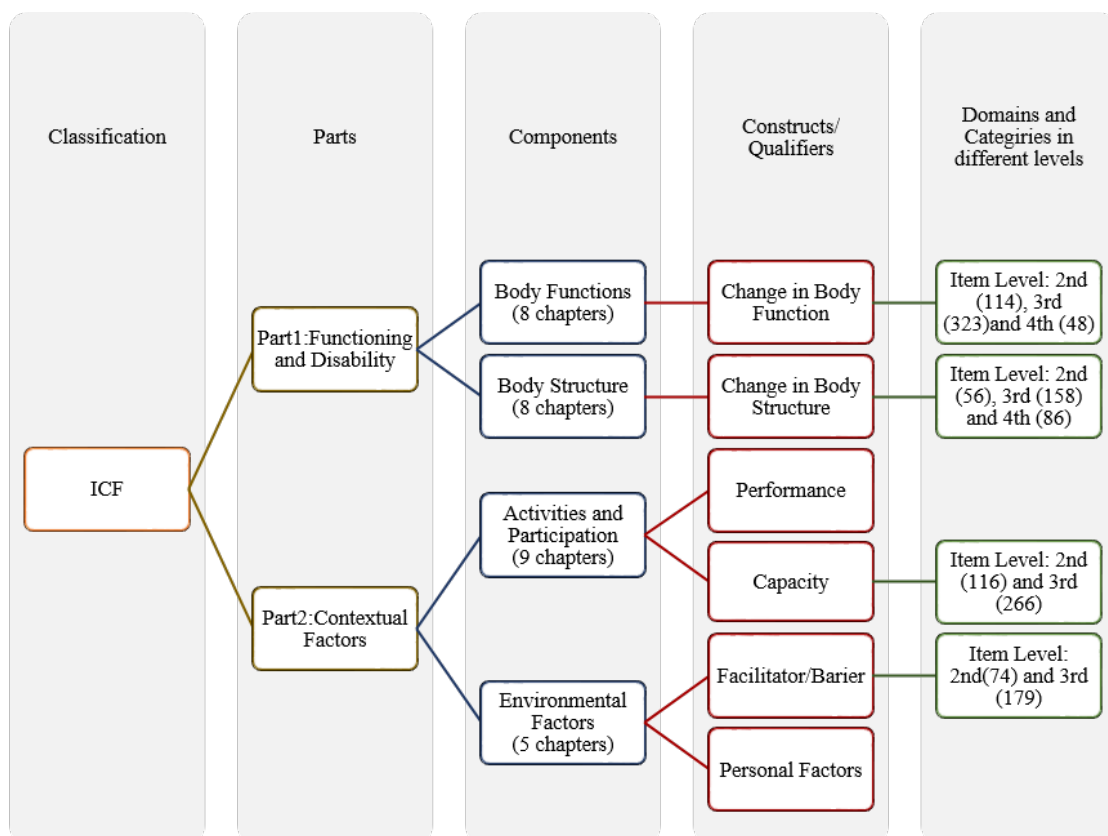 Classification
Parts
Components
Constructs/
Qualifiers
Domains and
Categiries in
different levels
ICF
Part1:Functioning
and Disability
Part2:Contextual
Factors
Body Functions
(8 chapters)
Body Structure
(8 chapters)
Activities and
Participation
(9 chapters)
Environmental
Factors
(5 chapters)
Change in Body
Function
Change in Body
Structure
Performance
Capacity
Facilitator/Barier
Personal Factors
Item Level: 2nd
(114), 3rd
(323)and 4th (48)
Item Level: 2nd
(56), 3rd (158)
and 4th (86)
Item Level: 2nd
(116) and 3rd
(266)
Item Level:
2nd(74) and 3rd
(179)